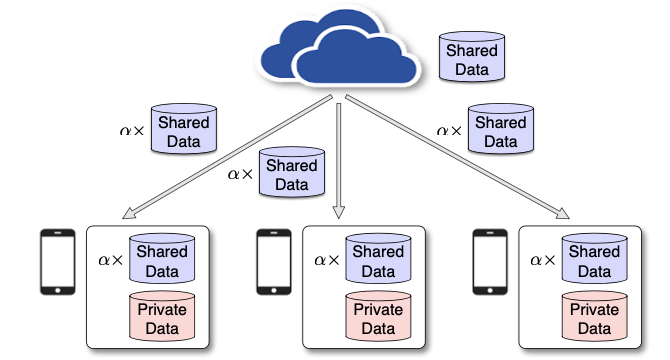 Shared
Data
α× Shared
Data
α× Shared
Data
α× Shared
Data
α× Shared
Data
Private
Data
α× Shared
Data
Private
Data
α× Shared
Data
Private
Data